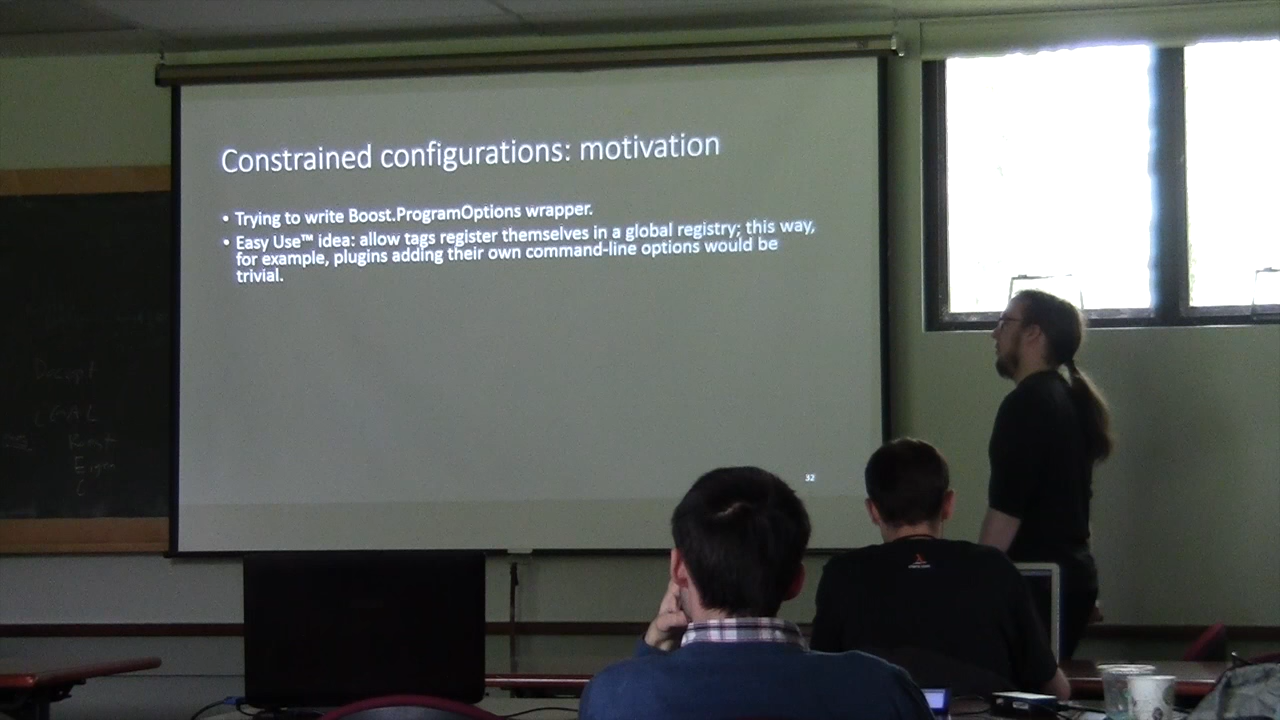 Constrained configurations: motivation
• Trying to write Boost.ProgramOptions wrapper.
• Easy Use™ idea: allow tags register themselves in a global registry; this way,
for example, plugins adding their own command-line options would be
trivial.
32